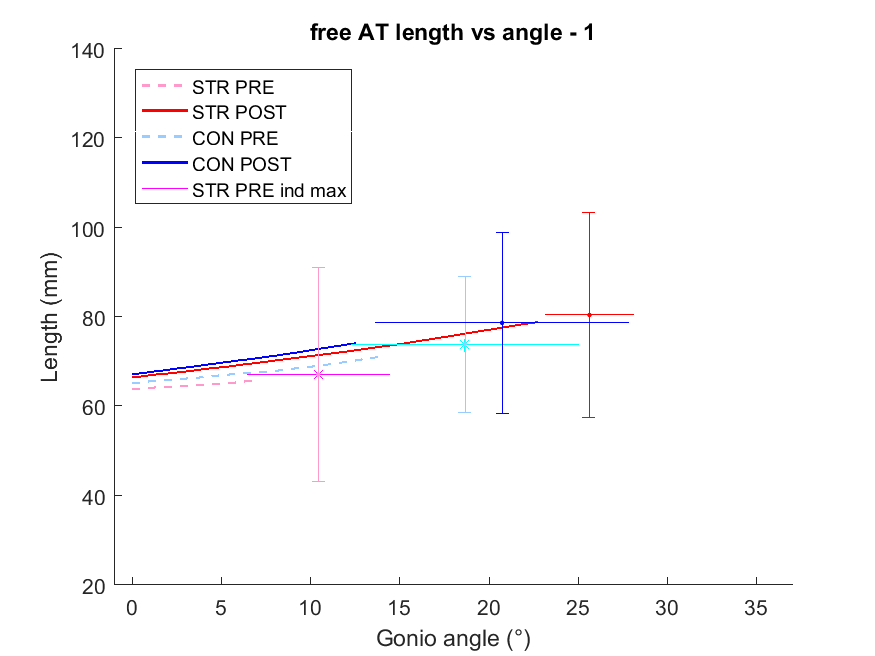 free AT length vs angle - 1
140
120
100
80
60
40
20
Length (mm)
STR PRE
STR POST
CON PRE
CON POST
STR PRE ind max
0 5 10 15 20 25 30 35
Gonio angle (°)